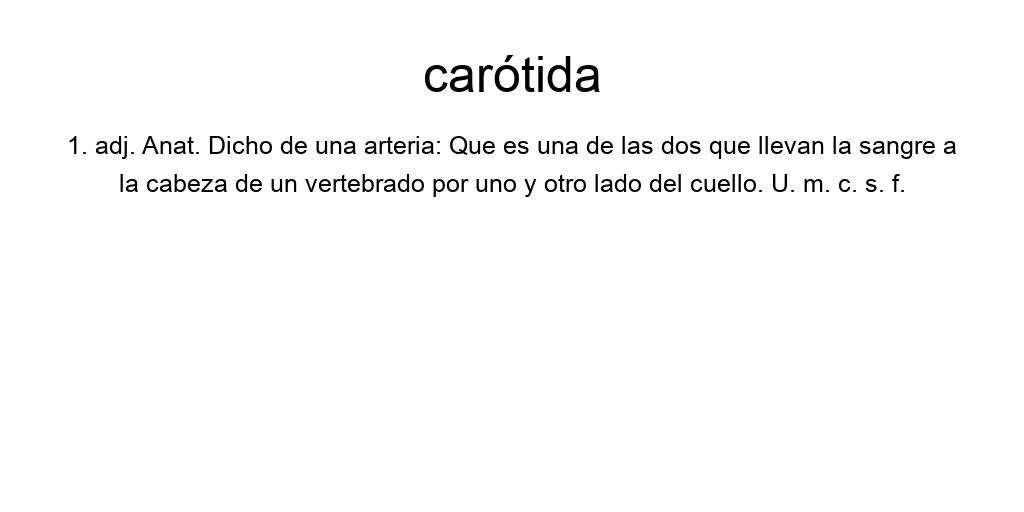 carótida
1. adj. Anat. Dicho de una arteria: Que es una de las dos que llevan la sangre a
la cabeza de un vertebrado por uno y otro lado del cuello. U. m. c. s. f.